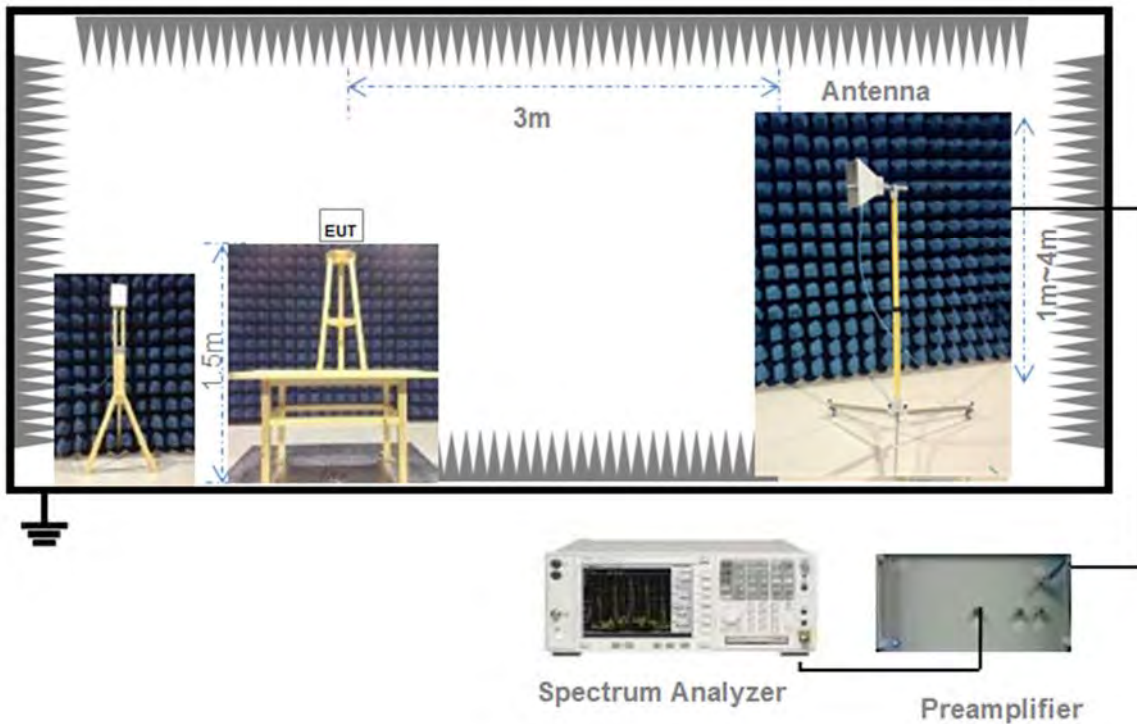 Antenna
3m
EUT
1.5m
1m~4m
Spectrum Analyzer
Preamplifier